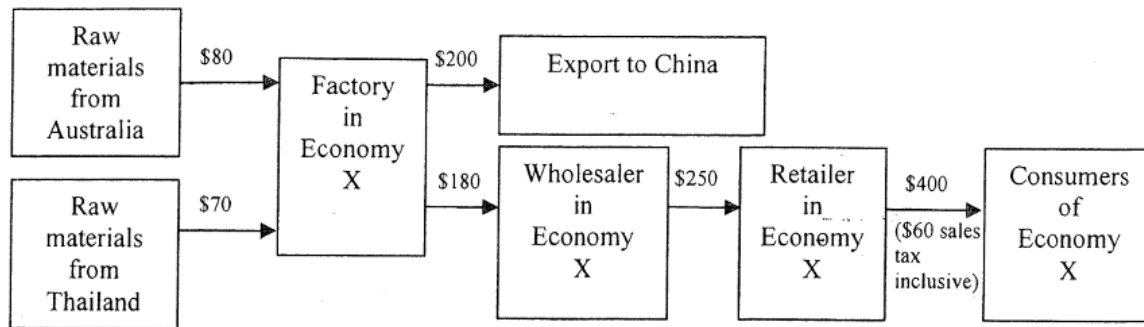 Raw
materials
from
Australia
$80
Factory
in
Economy
X
$200
Export to China
Raw
materials
from
Thailand
$70
$180
Wholesaler
in
Economy
X
$250
Retailer
in
Economy
X
$400
($60 sales
tax
inclusive)
Consumers
of
Economy
X